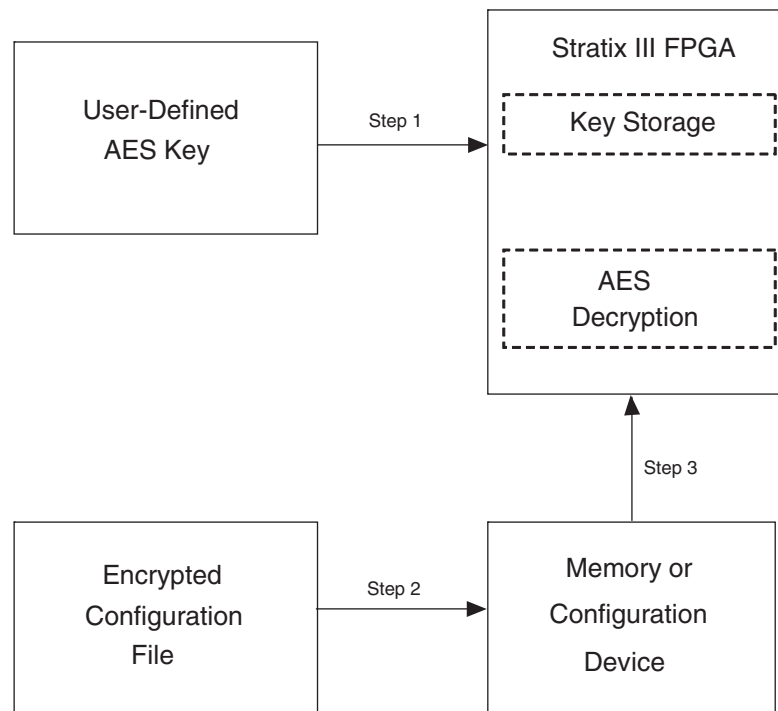 User-Defined
AES Key
Step 1
Stratix III FPGA
Key Storage
AES
Decryption
Step 3
Encrypted
Configuration
File
Step 2
Memory or
Configuration
Device